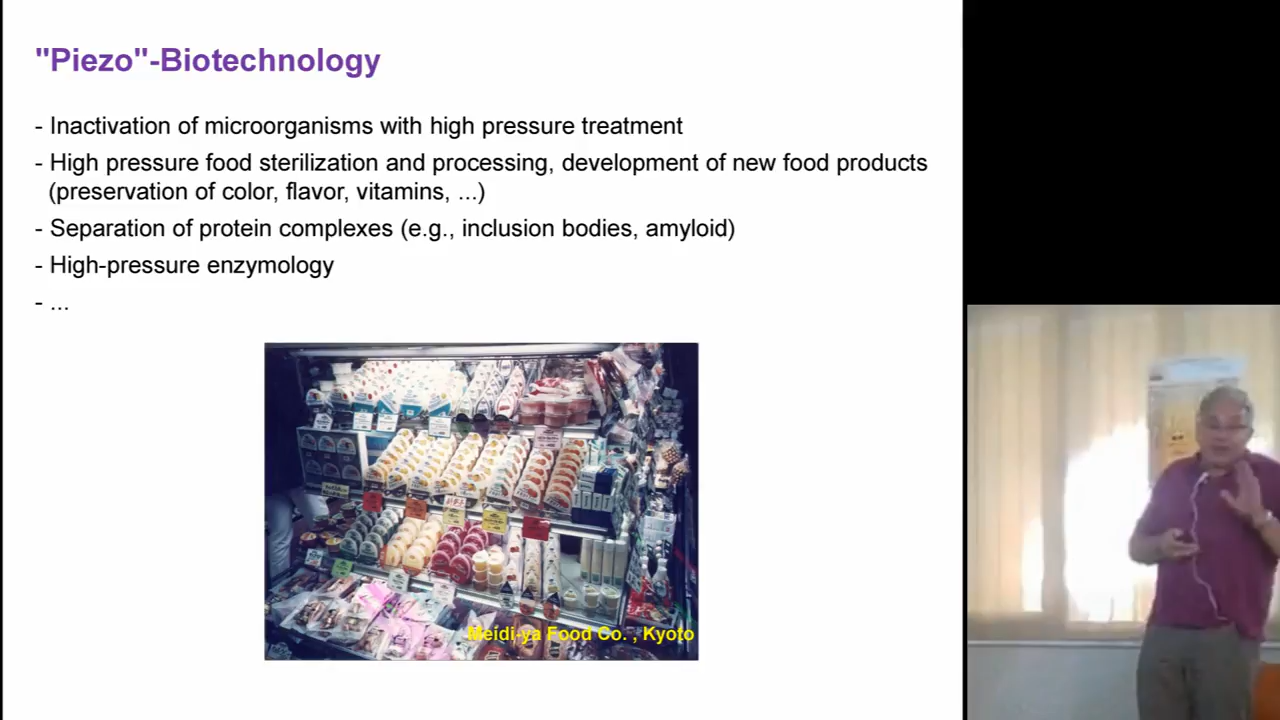 "Piezo"-Biotechnology
- Inactivation of microorganisms with high pressure treatment
- High pressure food sterilization and processing, development of new food products
(preservation of color, flavor, vitamins, ...)
- Separation of protein complexes (e.g., inclusion bodies, amyloid)
- High-pressure enzymology
- ...
Meidi-ya Food Co. , Kyoto